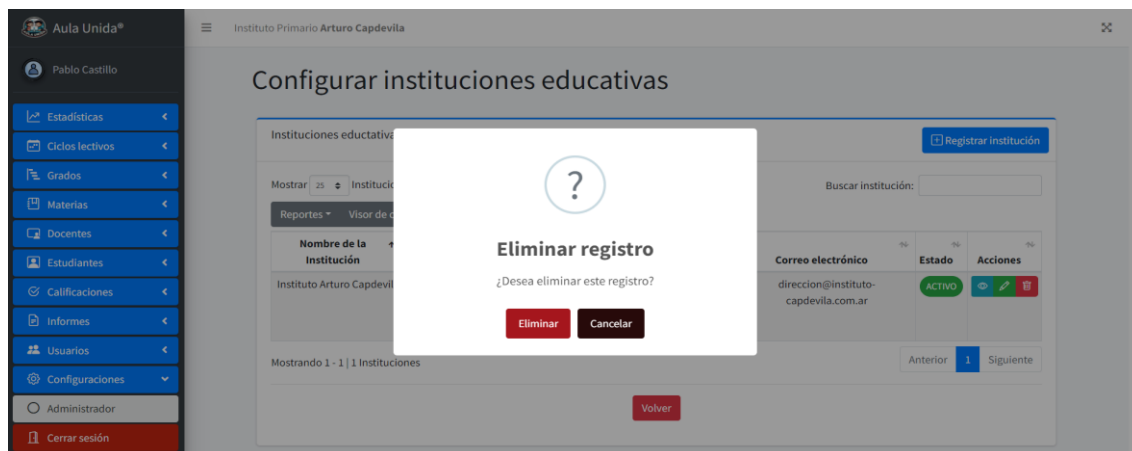 Aula Unida®
Instituto Primario Arturo Capdevila
Pablo Castillo
Estadísticas
Ciclos lectivos
Grados
Materias
Docentes
Estudiantes
Calificaciones
Informes
Usuarios
Configuraciones
Administrador
Cerrar sesión
Configurar instituciones educativas
Instituciones eductativa
Registrar institución
Mostrar 25 Institucio
Buscar institución:
Reportes Visor de c
Nombre de la
Institución
Correo electrónico
Estado
Acciones
Instituto Arturo Capdevil
direccion@instituto-
capdevila.com.ar
ACTIVO
Eliminar registro
¿Desea eliminar este registro?
Eliminar
Cancelar
Mostrando 1 - 1 | 1 Instituciones
Anterior 1 Siguiente
Volver